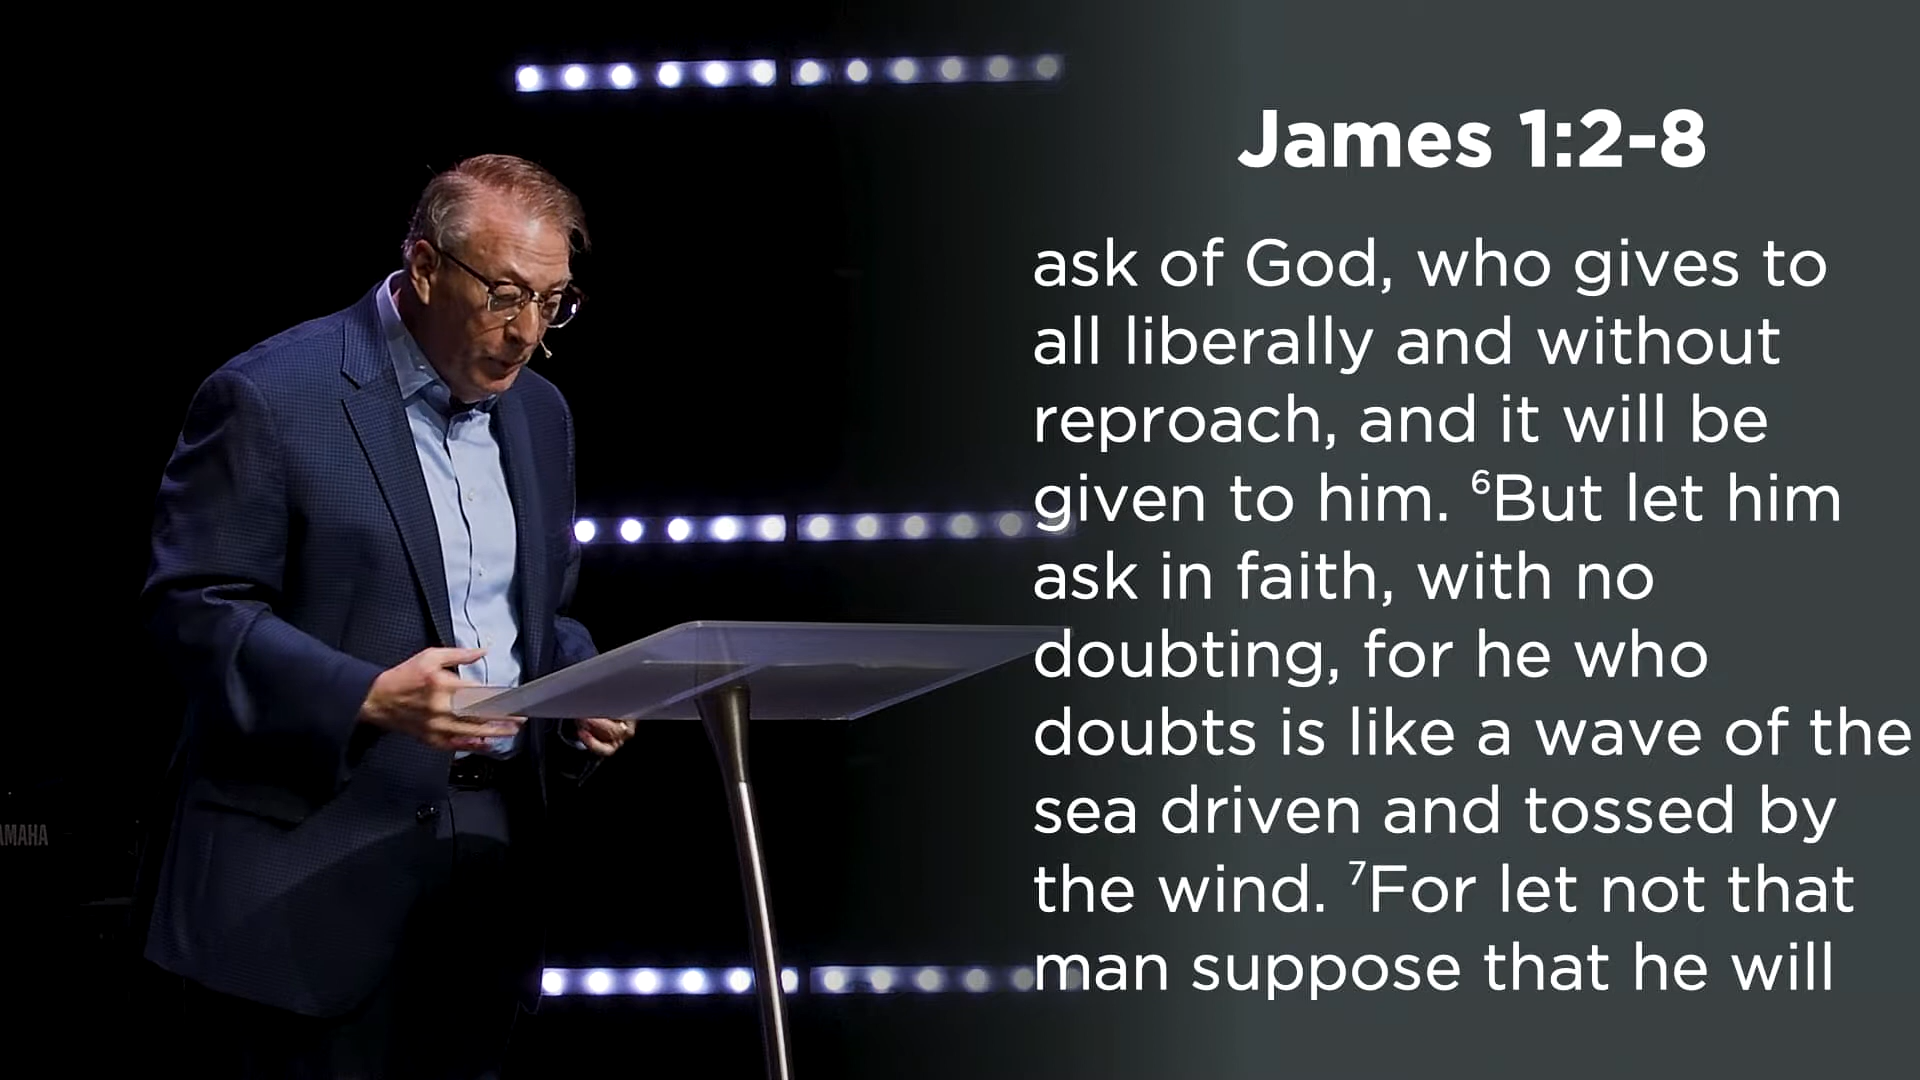 James 1:2-8
ask of God, who gives to
all liberally and without
reproach, and it will be
given to him. ⁶But let him
ask in faith, with no
doubting, for he who
doubts is like a wave of the
sea driven and tossed by
the wind. ⁷For let not that
man suppose that he will
AMAHA